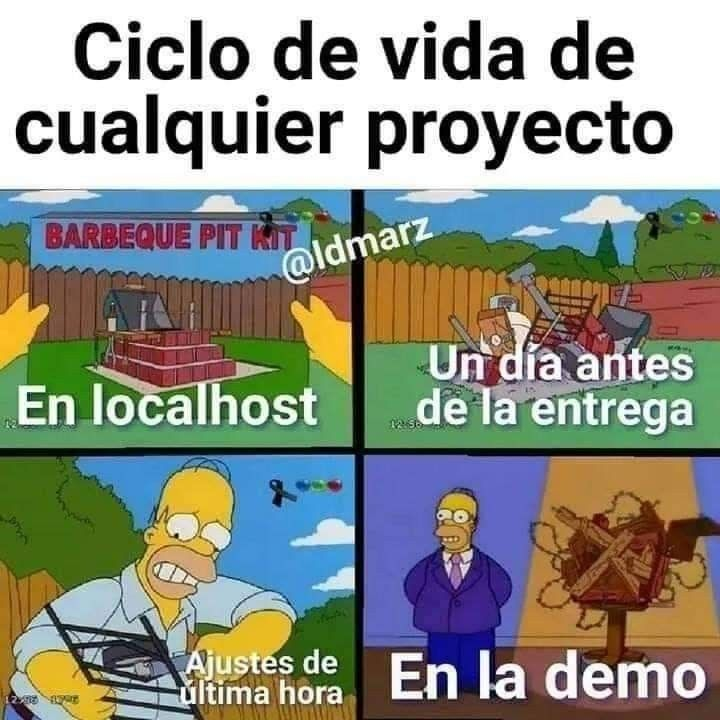 Ciclo de vida de
cualquier proyecto
BARBEQUE PIT KIT
@ldmarz
En localhost
Un día antes
de la entrega
Ajustes de
última hora
En la demo